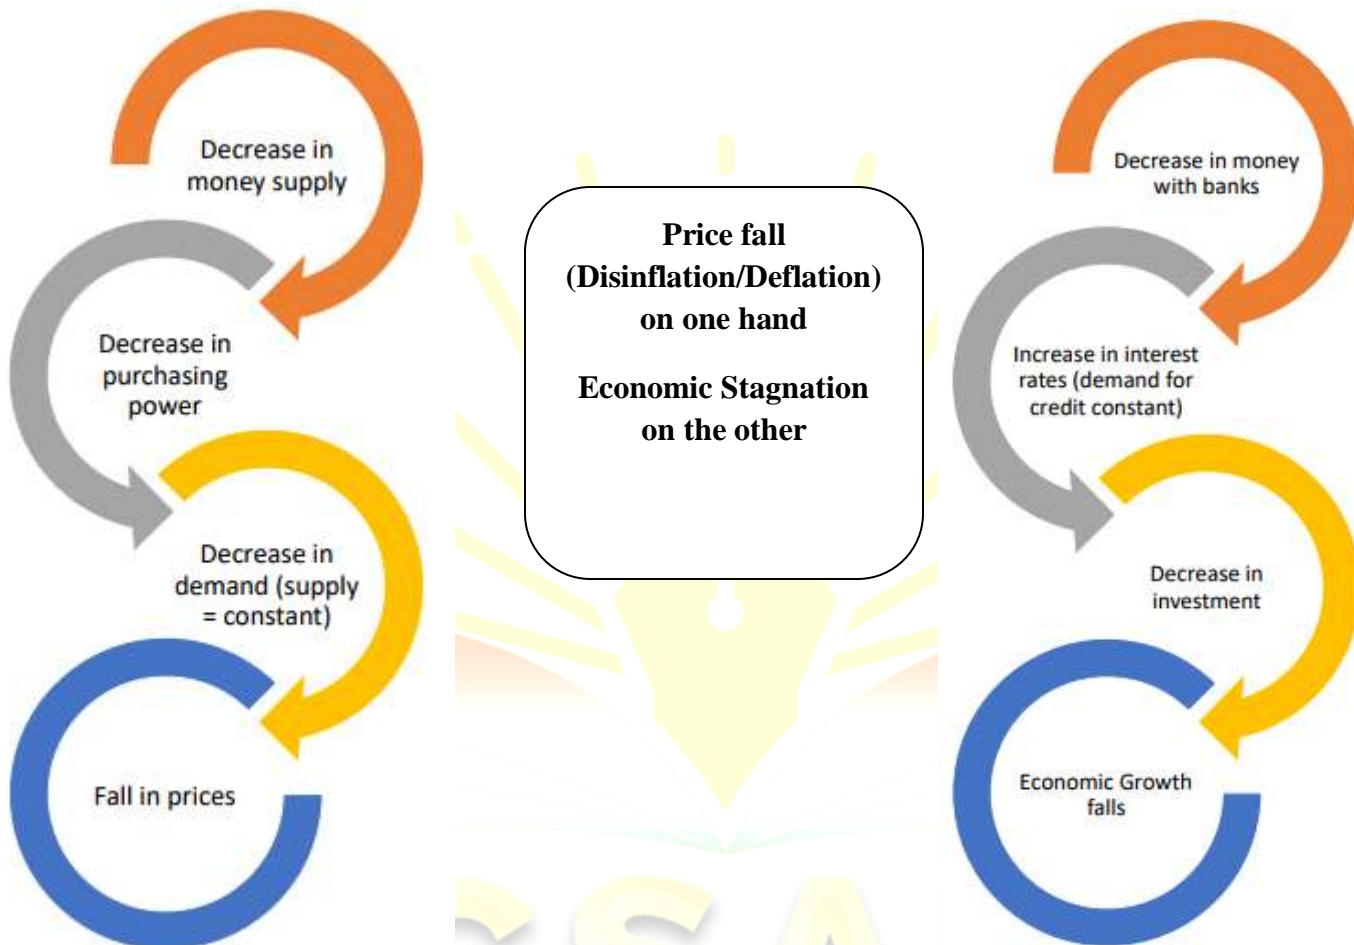 Decrease in
money supply
Decrease in
purchasing
power
Decrease in
demand (supply
= constant)
Fall in prices
Price fall
(Disinflation/Deflation)
on one hand
Economic Stagnation
on the other
Decrease in money
with banks
Increase in interest
rates (demand for
credit constant)
Decrease in
investment
Economic Growth
falls